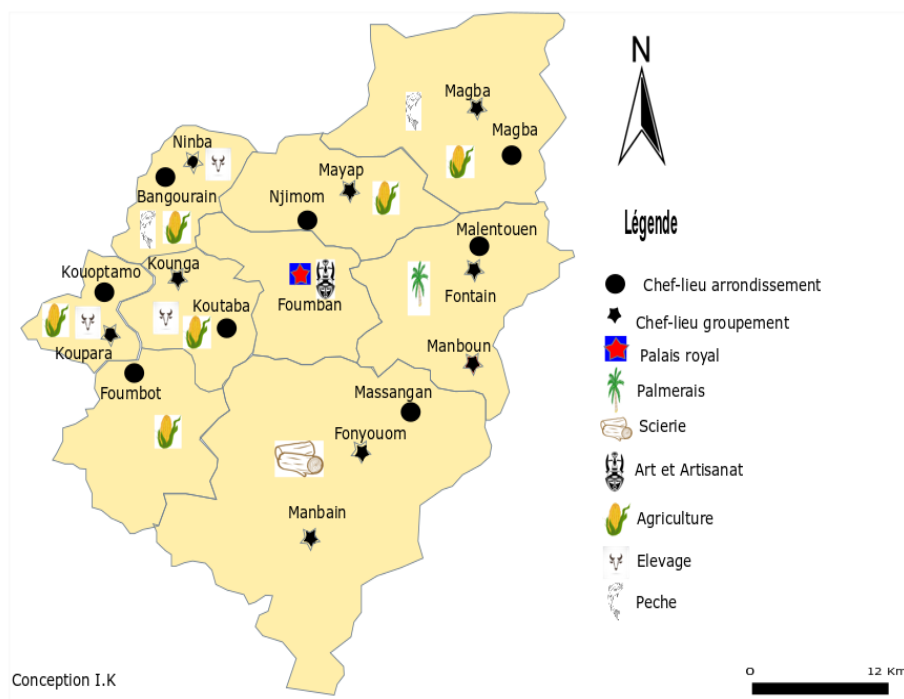 N
Magba
Magba
Ninba
Mayap
Bangourain
Njimom
Malentouen
Kounga
Kouoptamo
Fontain
Foumban
Koutaba
Koupara
Manboun
Foumbot
Massangan
Fonyouom
Manbain
Légende
Chef-lieu arrondissement
Chef-lieu groupement
Palais royal
Palmerais
Scierie
Art et Artisanat
Agriculture
Elevage
Peche
Conception I.K
0 12 Km